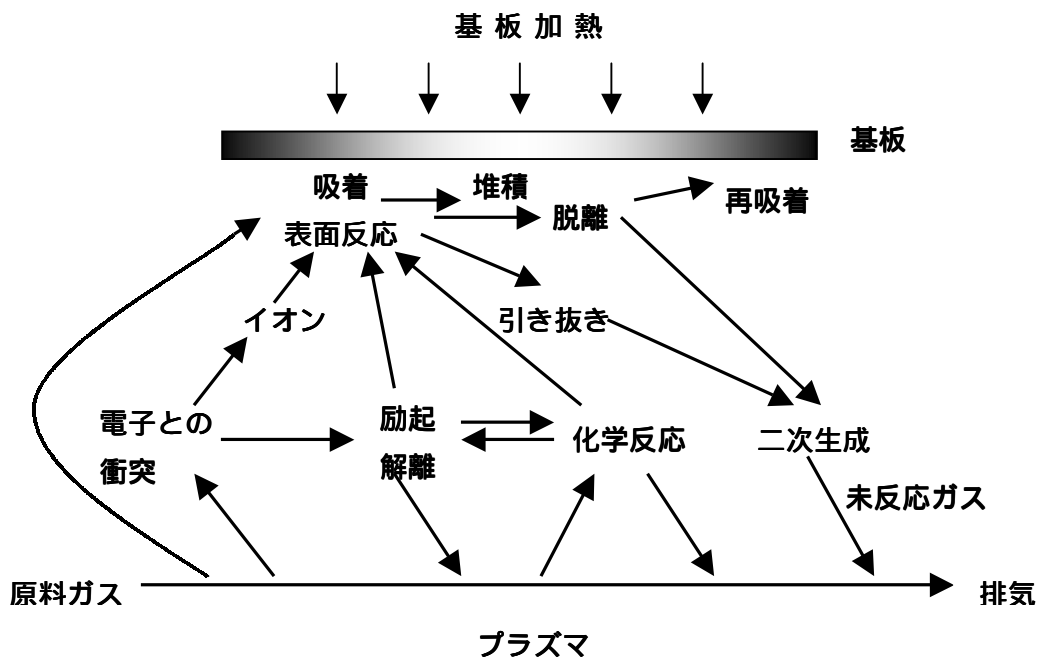 基板加熱
基板
吸着
堆積
脱離
再吸着
表面反応
イオン
引き抜き
電子との
衝突
励起
解離
化学反応
二次生成
未反応ガス
原料ガス
排気
プラズマ